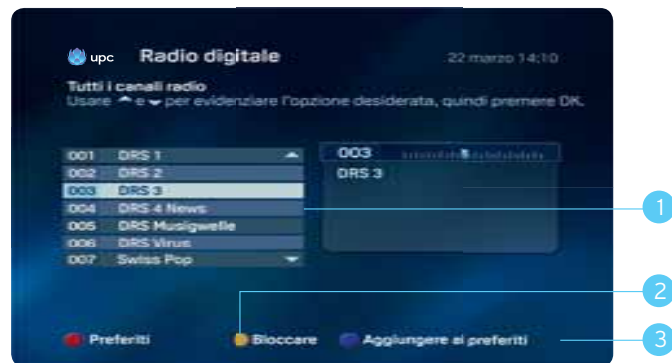 upc Radio digitale 22 marzo 14:10
Tutti i canali radio
Usare e per evidenziare l'opzione desiderata, quindi premere OK.
001 DRS 1
002 DRS 2
003 DRS 3
004 DRS 4 News
005 DRS Musigwelle
006 DRS Virus
007 Swiss Pop
003
DRS 3
1
2
Preferiti Bloccare Aggiungere ai preferiti 3